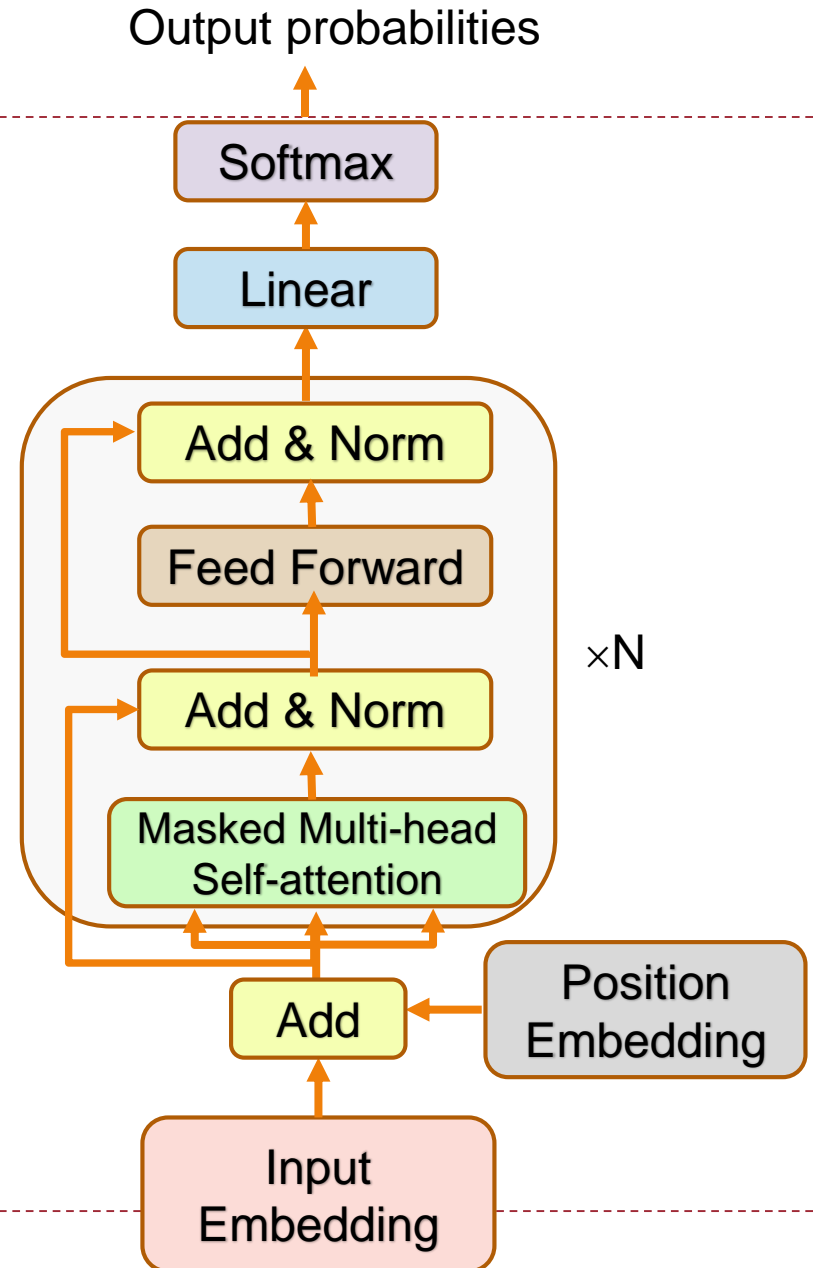 Output probabilities
Softmax
Linear
Add & Norm
Feed Forward
×N
Add & Norm
Masked Multi-head
Self-attention
Position
Embedding
Add
Input
Embedding